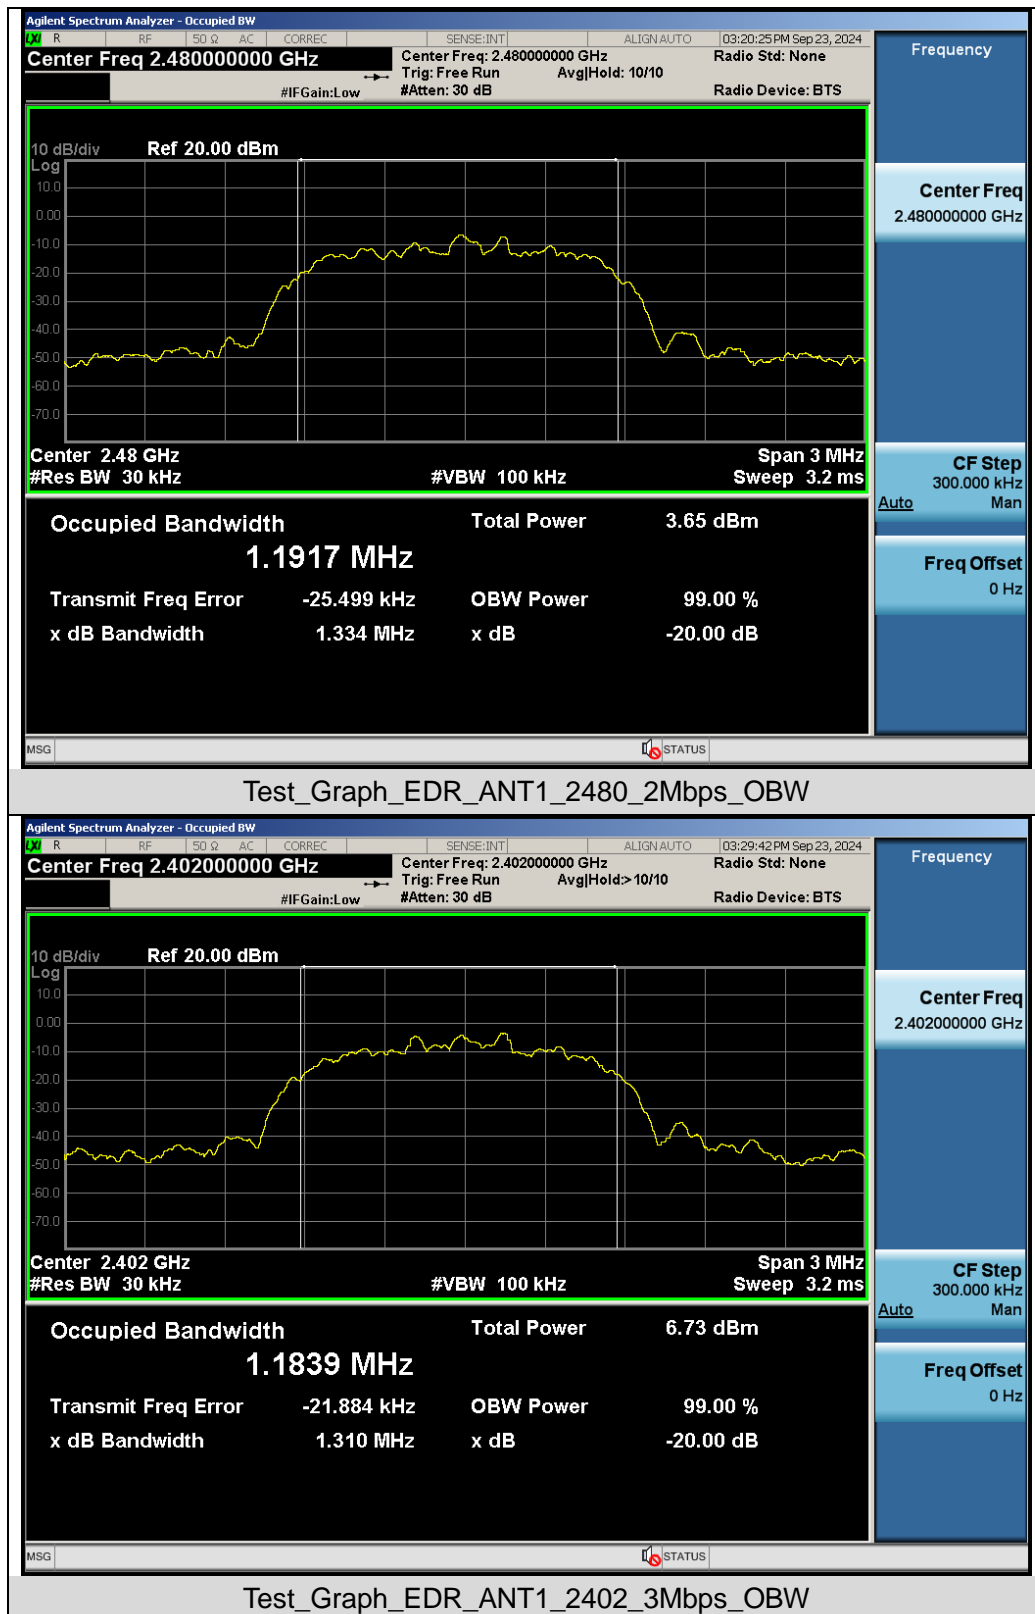 Agilent Spectrum Analyzer - Occupied BW
LXI R RF 50 Ω AC CORREC SENSE:INT ALIGN AUTO 03:20:25 PM Sep 23, 2024
Center Freq 2.480000000 GHz Center Freq: 2.480000000 GHz Radio Std: None Frequency
Trig: Free Run Avg|Hold: 10/10
#IFGain:Low #Atten: 30 dB Radio Device: BTS
10 dB/div Ref 20.00 dBm
Log
10.0
0.00
-10.0
-20.0
-30.0
-40.0
-50.0
-60.0
-70.0
Center 2.48 GHz Span 3 MHz
#Res BW 30 kHz #VBW 100 kHz Sweep 3.2 ms
Center Freq
2.480000000 GHz
CF Step
300.000 kHz
Auto Man
Freq Offset
0 Hz
Occupied Bandwidth Total Power 3.65 dBm
1.1917 MHz
Transmit Freq Error -25.499 kHz OBW Power 99.00 %
x dB Bandwidth 1.334 MHz x dB -20.00 dB
MSG STATUS
Test_Graph_EDR_ANT1_2480_2Mbps_OBW
Agilent Spectrum Analyzer - Occupied BW
LXI R RF 50 Ω AC CORREC SENSE:INT ALIGN AUTO 03:29:42 PM Sep 23, 2024
Center Freq 2.402000000 GHz Center Freq: 2.402000000 GHz Radio Std: None Frequency
Trig: Free Run Avg|Hold:> 10/10
#IFGain:Low #Atten: 30 dB Radio Device: BTS
10 dB/div Ref 20.00 dBm
Log
10.0
0.00
-10.0
-20.0
-30.0
-40.0
-50.0
-60.0
-70.0
Center 2.402 GHz Span 3 MHz
#Res BW 30 kHz #VBW 100 kHz Sweep 3.2 ms
Center Freq
2.402000000 GHz
CF Step
300.000 kHz
Auto Man
Freq Offset
0 Hz
Occupied Bandwidth Total Power 6.73 dBm
1.1839 MHz
Transmit Freq Error -21.884 kHz OBW Power 99.00 %
x dB Bandwidth 1.310 MHz x dB -20.00 dB
MSG STATUS
Test_Graph_EDR_ANT1_2402_3Mbps_OBW